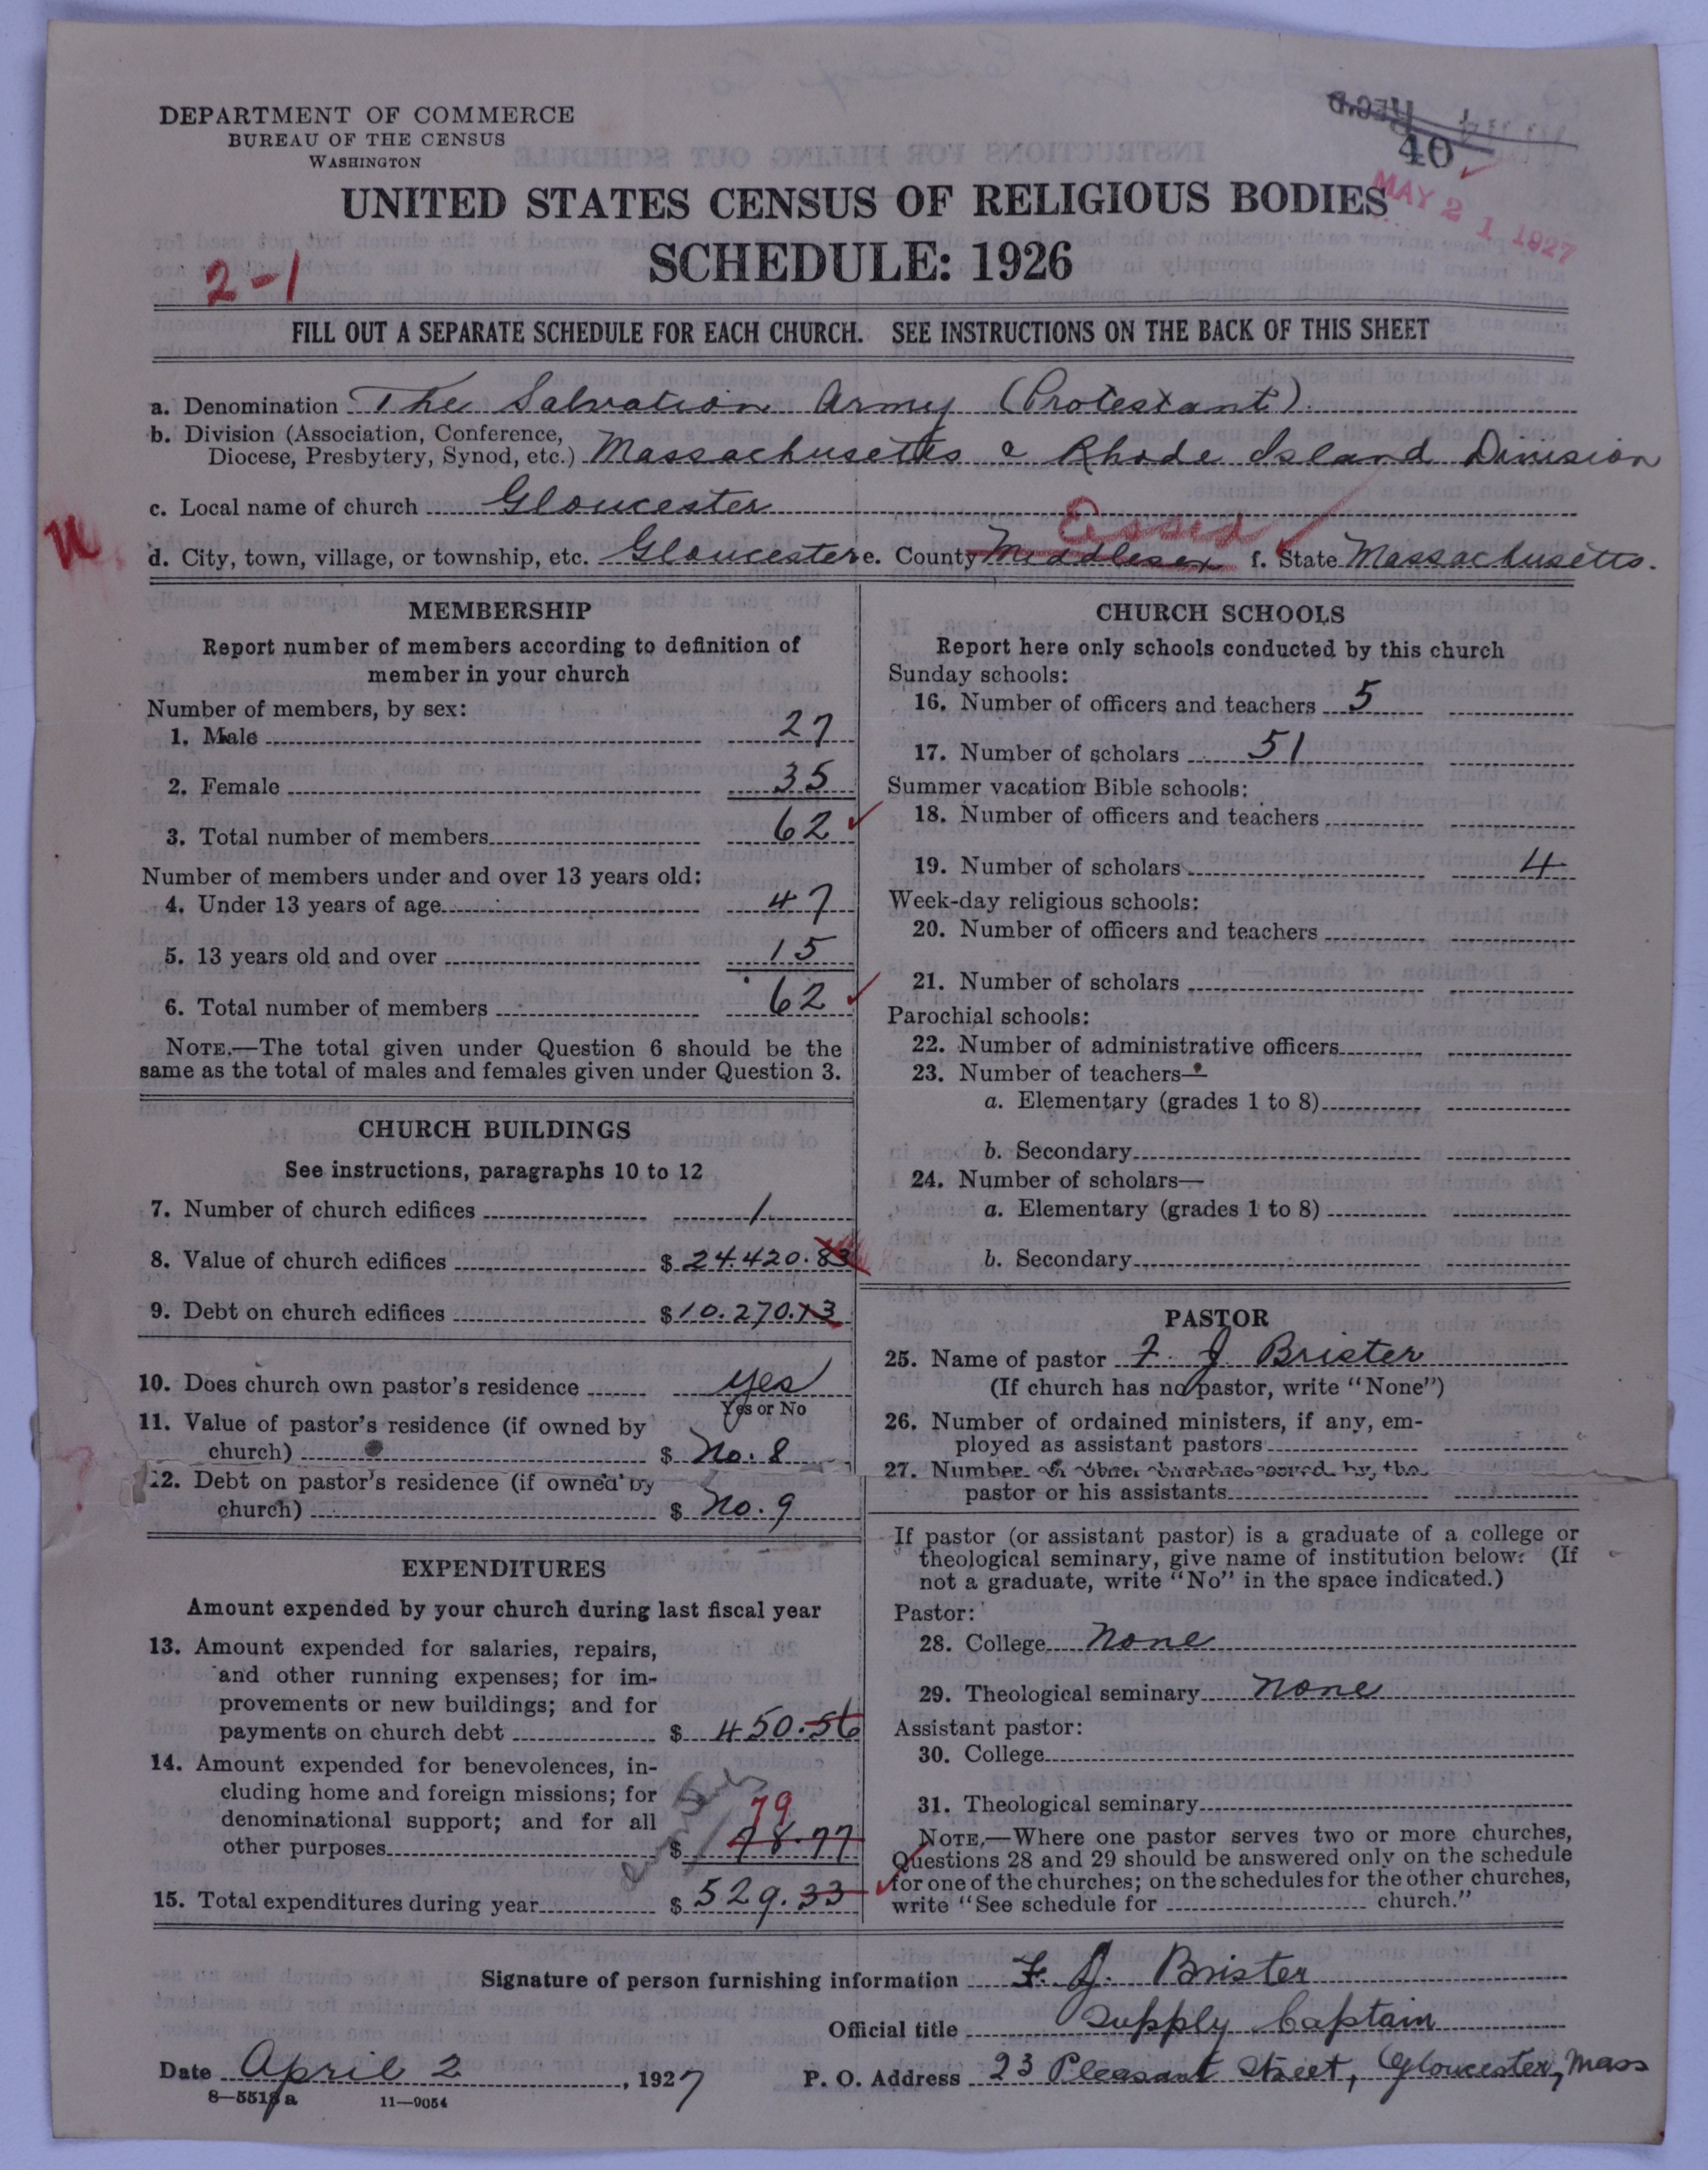 DEPARTMENT OF COMMERCE
BUREAU OF THE CENSUS
WASHINGTON
Rec'd
40
MAY 21 1927
UNITED STATES CENSUS OF RELIGIOUS BODIES
SCHEDULE: 1926
2-1
FILL OUT A SEPARATE SCHEDULE FOR EACH CHURCH. SEE INSTRUCTIONS ON THE BACK OF THIS SHEET
a. Denomination The Salvation Army (Protestant)
b. Division (Association, Conference,
Diocese, Presbytery, Synod, etc.) Massachusetts & Rhode Island Division
c. Local name of church Gloucester
Essex
d. City, town, village, or township, etc. Gloucester e. County Middlesex f. State Massachusetts.
MEMBERSHIP
Report number of members according to definition of
member in your church
Number of members, by sex:
1. Male 27
2. Female 35
3. Total number of members 62
Number of members under and over 13 years old:
4. Under 13 years of age 47
5. 13 years old and over 15
6. Total number of members 62
NOTE.—The total given under Question 6 should be the
same as the total of males and females given under Question 3.
CHURCH BUILDINGS
See instructions, paragraphs 10 to 12
7. Number of church edifices 1
8. Value of church edifices $ 24.420.83
9. Debt on church edifices $ 10.270.13
10. Does church own pastor's residence yes
Yes or No
11. Value of pastor's residence (if owned by
church) $ No. 8
12. Debt on pastor's residence (if owned by
church) $ No. 9
EXPENDITURES
Amount expended by your church during last fiscal year
13. Amount expended for salaries, repairs,
and other running expenses; for im-
provements or new buildings; and for
payments on church debt $ 450.56
14. Amount expended for benevolences, in-
cluding home and foreign missions; for
denominational support; and for all
79
other purposes $ 78.77
15. Total expenditures during year $ 529.33
CHURCH SCHOOLS
Report here only schools conducted by this church
Sunday schools:
16. Number of officers and teachers 5
17. Number of scholars 51
Summer vacation Bible schools:
18. Number of officers and teachers
19. Number of scholars 4
Week-day religious schools:
20. Number of officers and teachers
21. Number of scholars
Parochial schools:
22. Number of administrative officers
23. Number of teachers—
a. Elementary (grades 1 to 8)
b. Secondary
24. Number of scholars—
a. Elementary (grades 1 to 8)
b. Secondary
PASTOR
25. Name of pastor F. J. Brister
(If church has no pastor, write "None")
26. Number of ordained ministers, if any, em-
ployed as assistant pastors
27. Number by the
pastor or his assistants
If pastor (or assistant pastor) is a graduate of a college or
theological seminary, give name of institution below: (If
not a graduate, write "No" in the space indicated.)
Pastor:
28. College None
29. Theological seminary None
Assistant pastor:
30. College
31. Theological seminary
NOTE.—Where one pastor serves two or more churches,
Questions 28 and 29 should be answered only on the schedule
for one of the churches; on the schedules for the other churches,
write "See schedule for church."
Signature of person furnishing information F. J. Brister
Official title Supply Captain
Date April 2, 1927
P. O. Address 23 Pleasant Street, Gloucester, Mass
8—5518a 11—9054